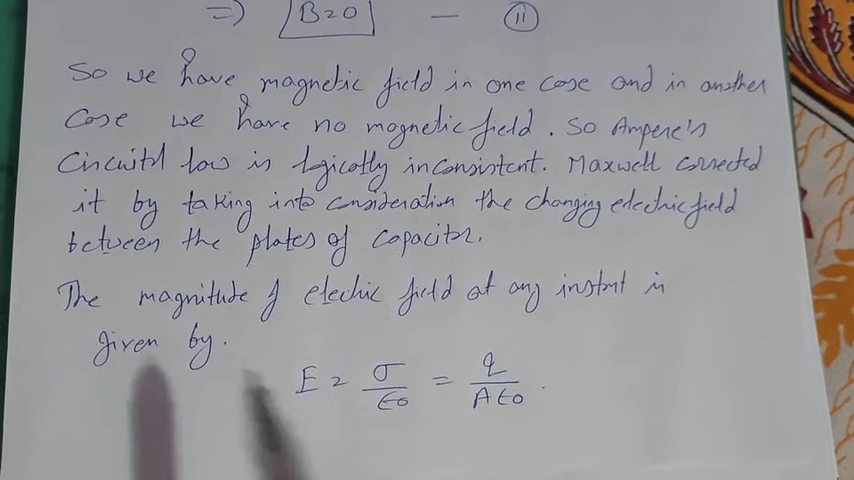 => B=0 — (11)
So we have magnetic field in one case and in another
case we have no magnetic field. So Ampere's
Circuital law is logically inconsistent. Maxwell corrected
it by taking into consideration the changing electric field
between the plates of capacitor.
The magnitude of electric field at any instant is
given by.
E = σ/ε0 = q/Aε0.